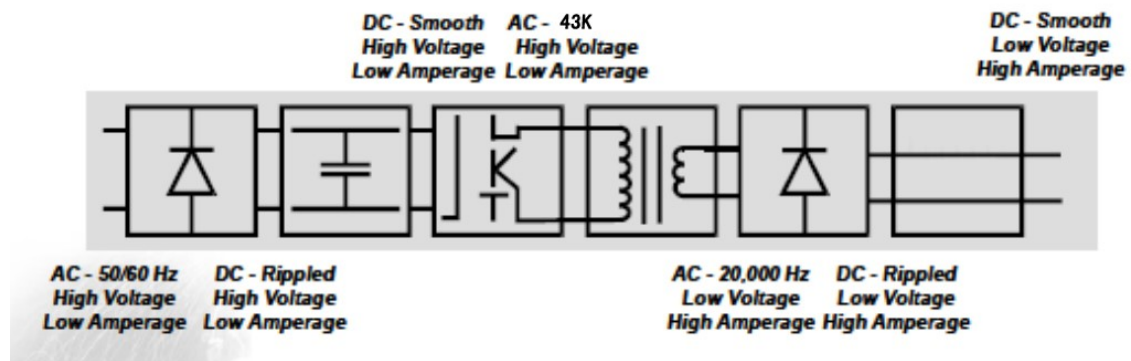 DC - Smooth
High Voltage
Low Amperage
AC - 43K
High Voltage
Low Amperage
DC - Smooth
Low Voltage
High Amperage
AC - 50/60 Hz
High Voltage
Low Amperage
DC - Rippled
High Voltage
Low Amperage
AC - 20,000 Hz
Low Voltage
High Amperage
DC - Rippled
Low Voltage
High Amperage